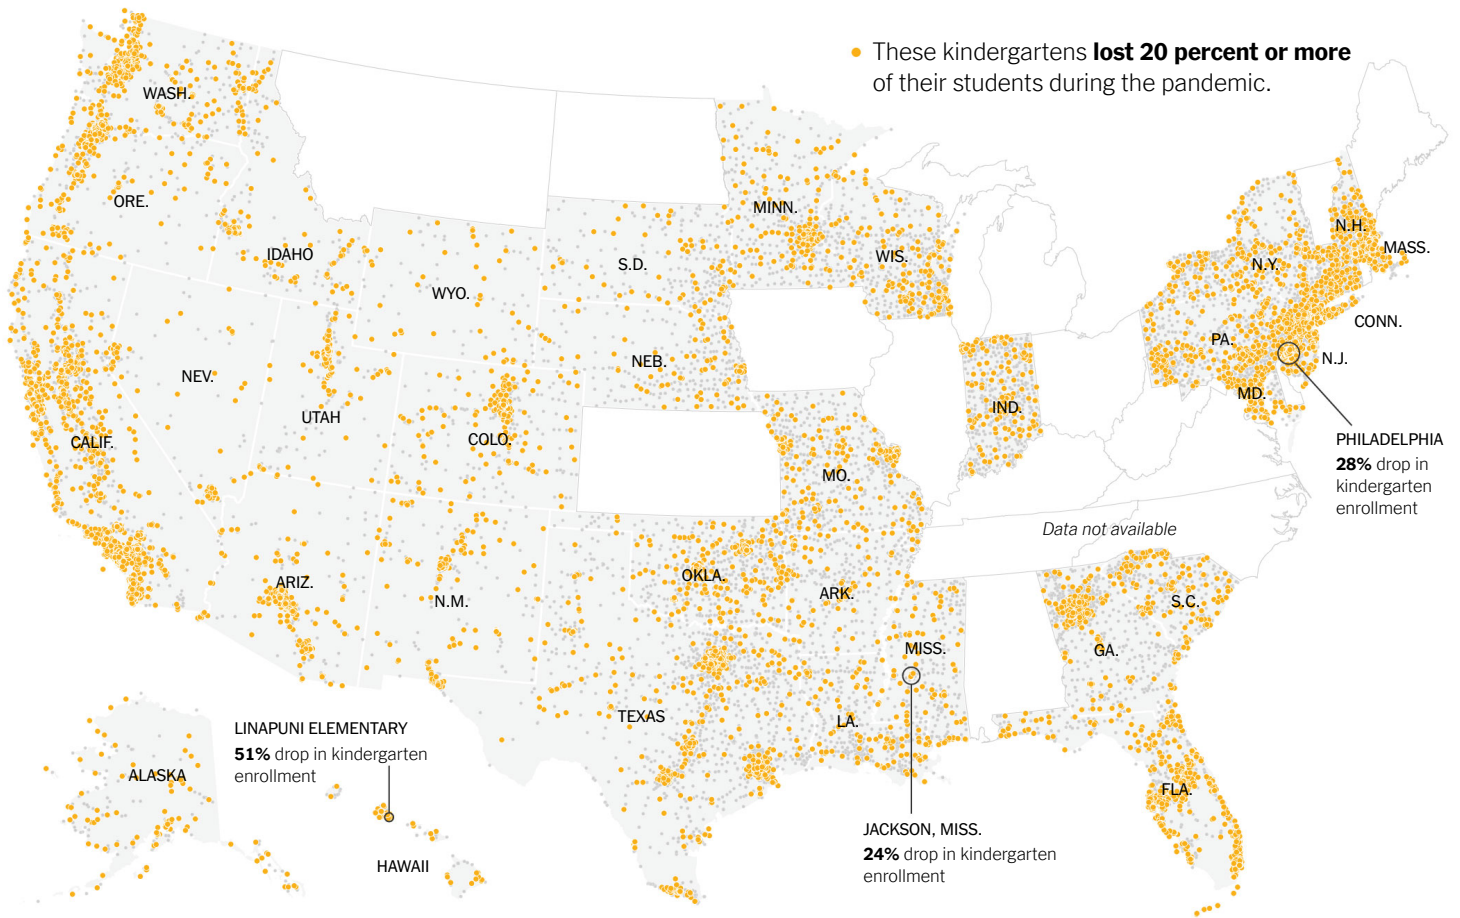 These kindergartens lost 20 percent or more
of their students during the pandemic.
WASH.
ORE.
IDAHO
MINN.
WIS.
S.D.
WYO.
NEB.
NEV.
UTAH
COLO.
CALIF.
N.H.
MASS.
N.Y.
CONN.
PA.
N.J.
MD.
IND.
MO.
PHILADELPHIA
28% drop in
kindergarten
enrollment
Data not available
ARIZ.
N.M.
OKLA.
ARK.
S.C.
MISS.
GA.
TEXAS
LA.
LINAPUNI ELEMENTARY
51% drop in kindergarten
enrollment
ALASKA
HAWAII
FLA.
JACKSON, MISS.
24% drop in kindergarten
enrollment